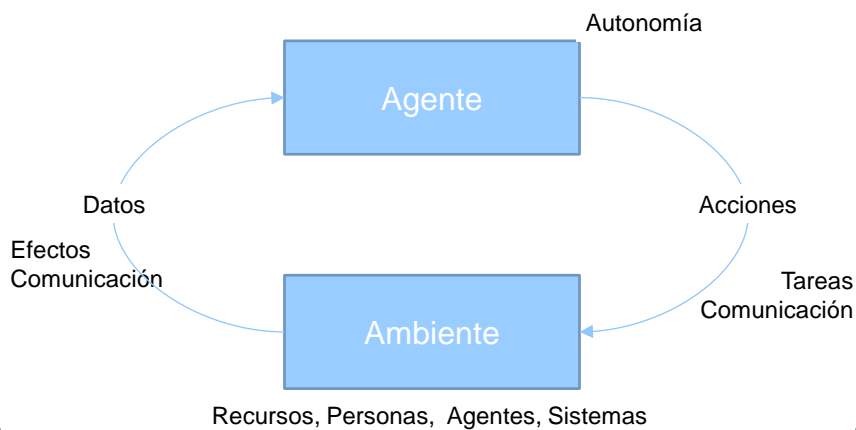 Autonomía
Agente
Datos
Acciones
Efectos
Comunicación
Tareas
Comunicación
Ambiente
Recursos, Personas, Agentes, Sistemas